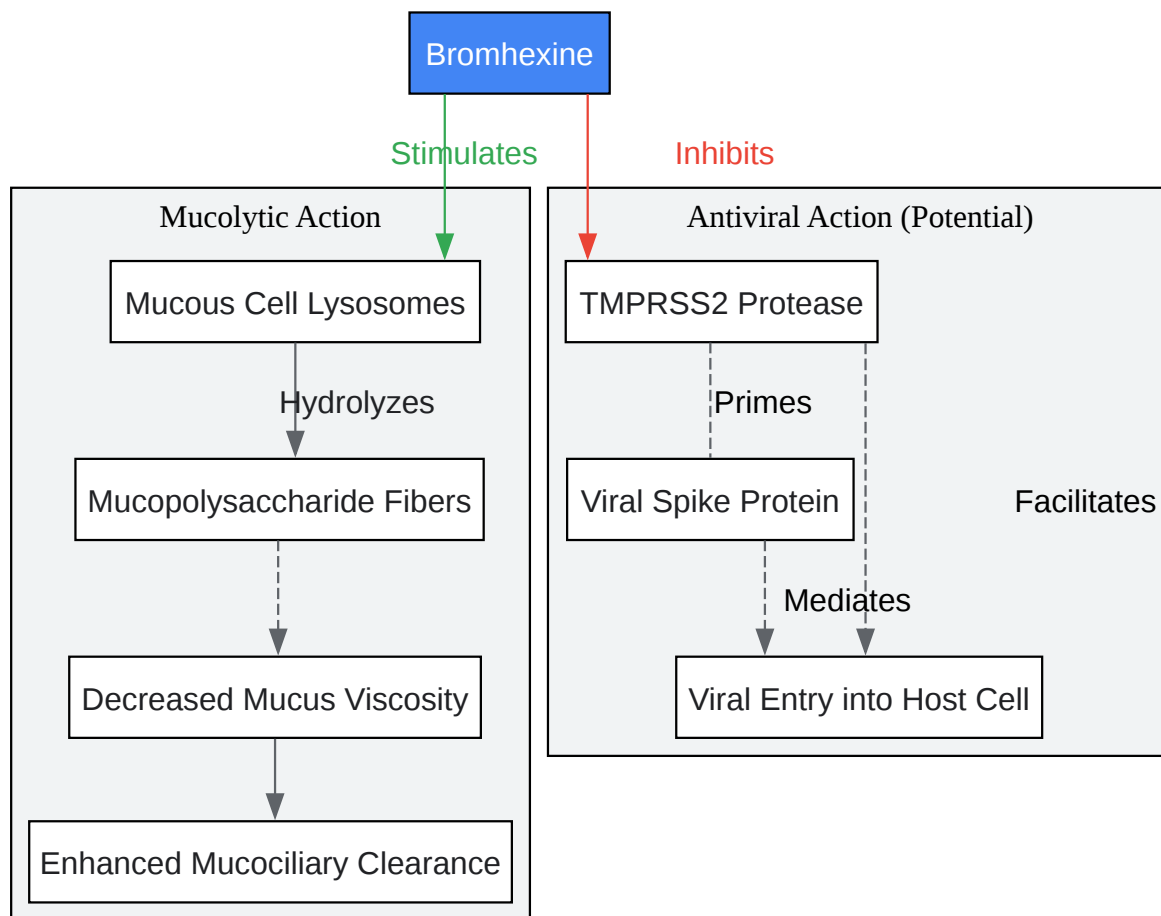 Bromhexine
Stimulates
Inhibits
Mucolytic Action
Mucous Cell Lysosomes
Hydrolyzes
Mucopolysaccharide Fibers
Decreased Mucus Viscosity
Enhanced Mucociliary Clearance
Antiviral Action (Potential)
TMPRSS2 Protease
Primes
Viral Spike Protein
Facilitates
Mediates
Viral Entry into Host Cell